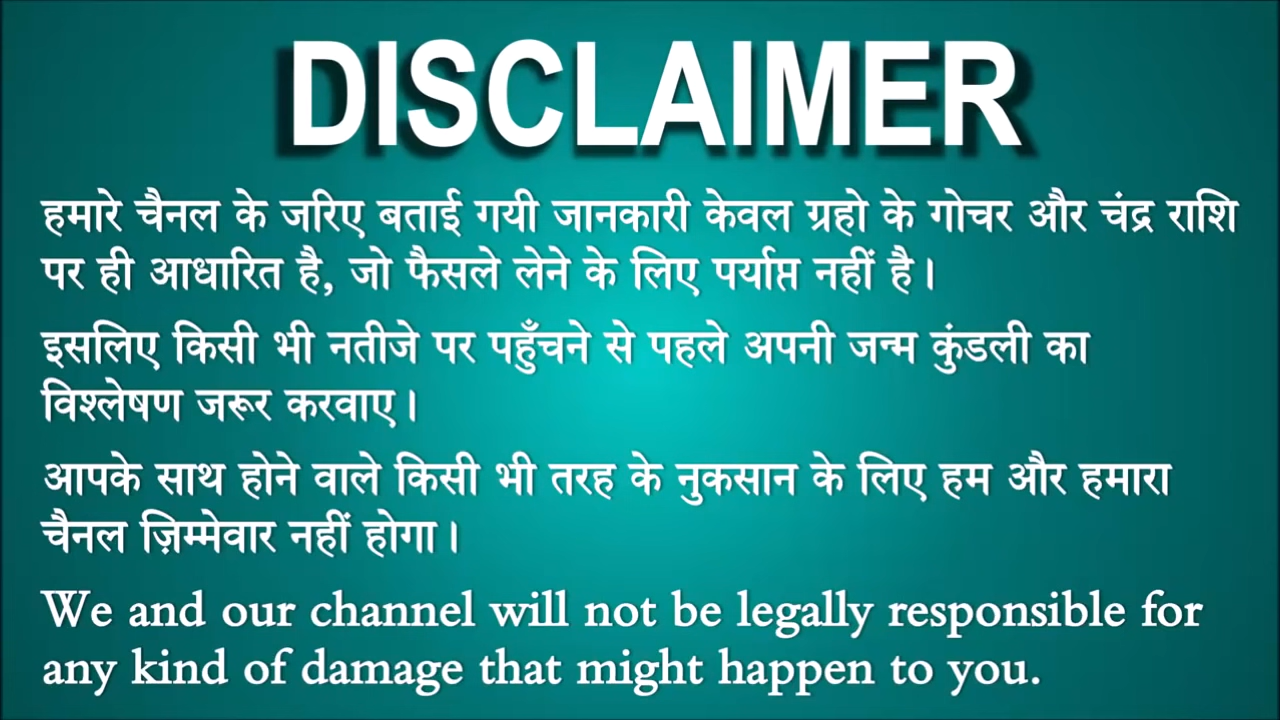 DISCLAIMER
हमारे चैनल के जरिए बताई गयी जानकारी केवल ग्रहो के गोचर और चंद्र राशि
पर ही आधारित है, जो फैसले लेने के लिए पर्याप्त नहीं है।
इसलिए किसी भी नतीजे पर पहुँचने से पहले अपनी जन्म कुंडली का
विश्लेषण जरूर करवाए।
आपके साथ होने वाले किसी भी तरह के नुकसान के लिए हम और हमारा
चैनल ज़िम्मेवार नहीं होगा।
We and our channel will not be legally responsible for
any kind of damage that might happen to you.